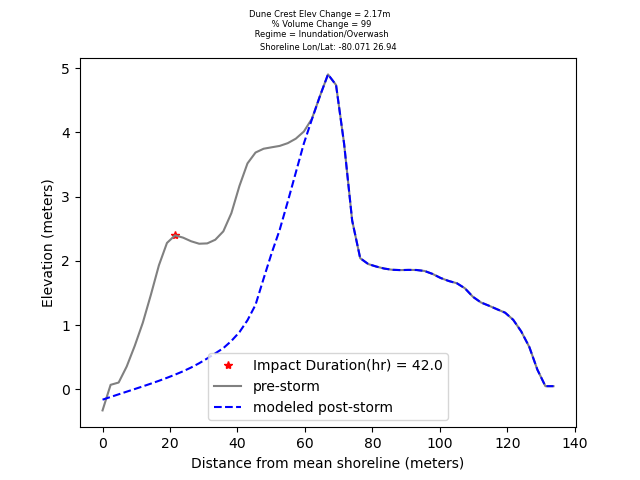 Dune Crest Elev Change = 2.17m
% Volume Change = 99
Regime = Inundation/Overwash
Shoreline Lon/Lat: -80.071 26.94
5
4
3
2
1
0
Elevation (meters)
Impact Duration(hr) = 42.0
pre-storm
modeled post-storm
0 20 40 60 80 100 120 140
Distance from mean shoreline (meters)